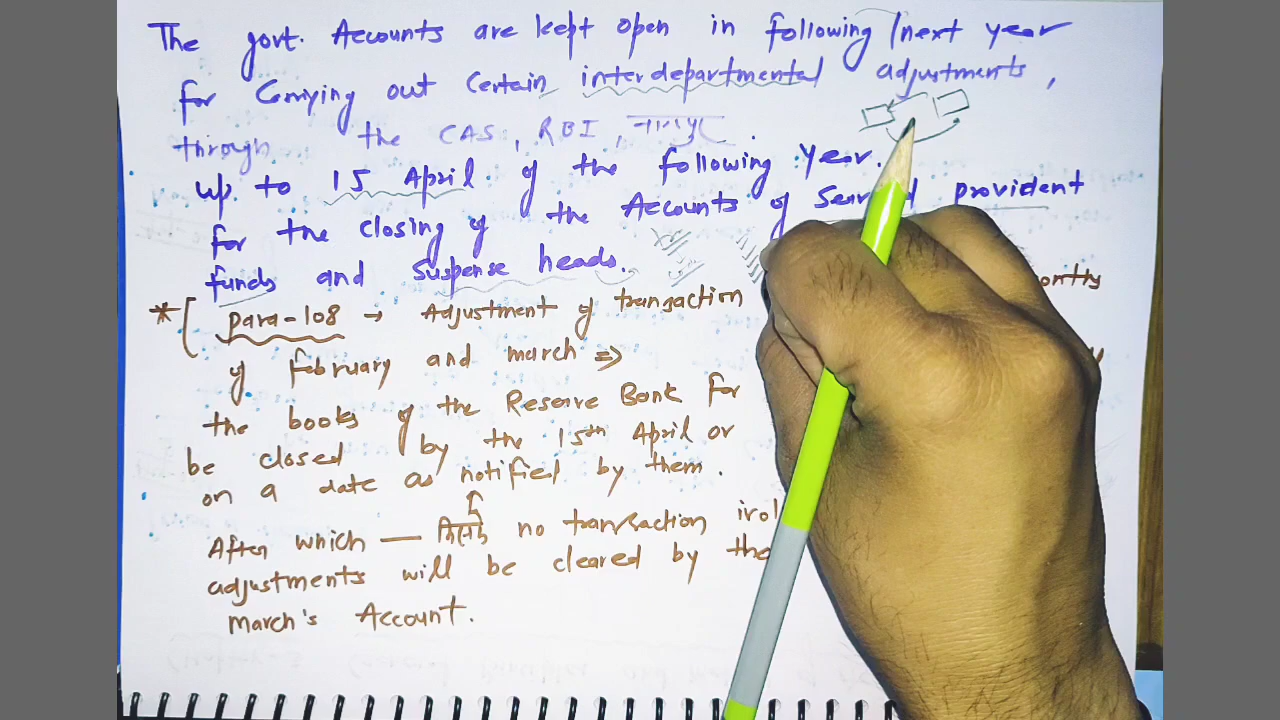 The govt. Accounts are kept open in following / next year
for Carrying out Certain interdepartmental adjustments,
through the CAS, RBI,
up to 15 April of the following year.
for the closing of the Accounts of provident
funds and suspense heads.
* [ para-108 → Adjustment of transaction
of february and march ⇒
the books of the Reserve Bank for
be closed by the 15th April or
on a date as notified by them.
After which — no transaction
adjustments will be cleared by the
march's Account.